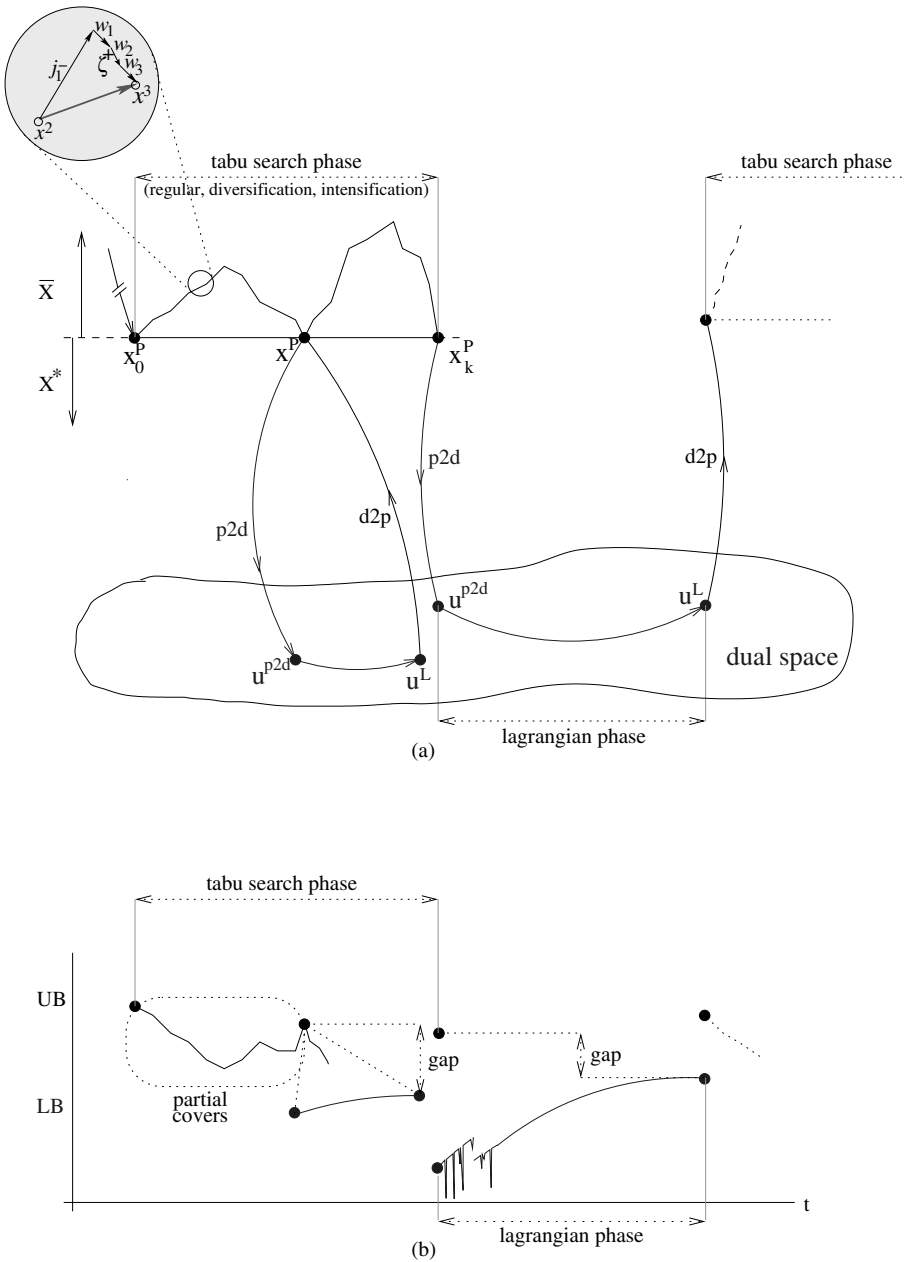 w1
w2
w3
ζ+
j1−
x3
x2
tabu search phase
(regular, diversification, intensification)
tabu search phase
X̅
X*
x0P
xP
xkP
p2d
d2p
p2d
d2p
up2d
uL
up2d
uL
dual space
lagrangian phase
(a)
tabu search phase
UB
LB
gap
gap
partial
covers
t
lagrangian phase
(b)